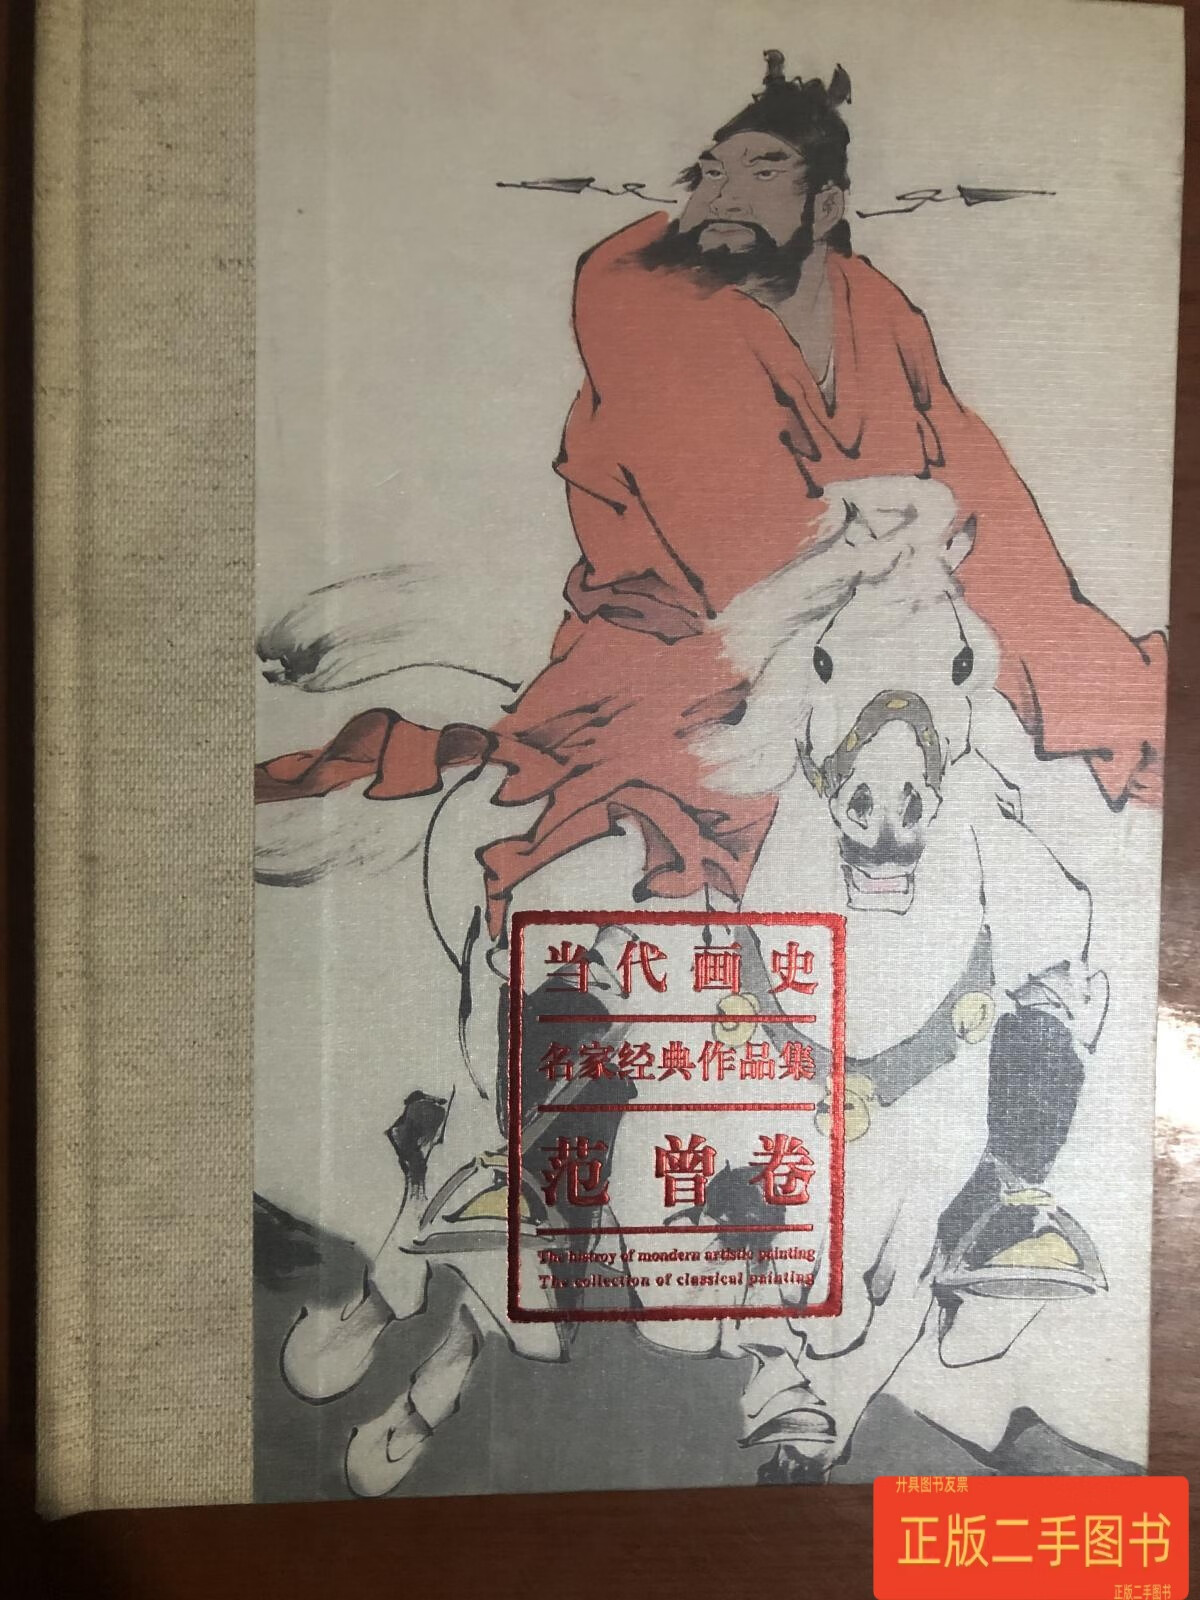 当代画史
名家经典作品集
范曾卷
The histroy of mondern artistic painting
The collection of classical painting
开具图书发票
正版二手图书
正版二手图书